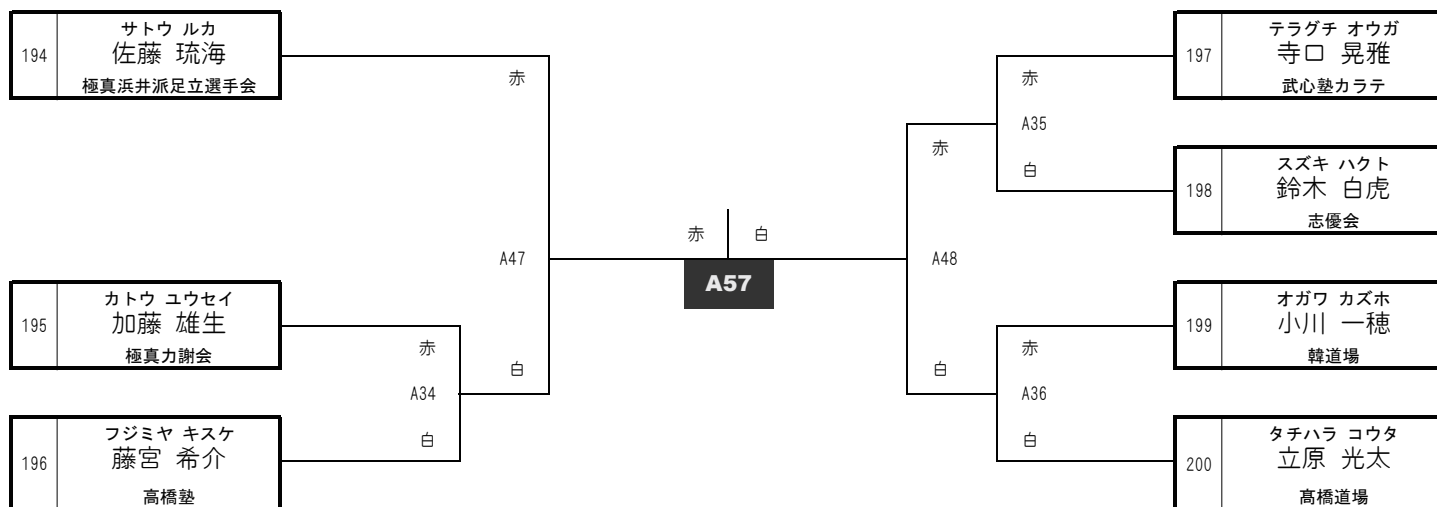 194
サトウ ルカ
佐藤 琉海
極真浜井派足立選手会
195
カトウ ユウセイ
加藤 雄生
極真力謝会
196
フジミヤ キスケ
藤宮 希介
高橋塾
赤
A34
白
赤
A47
白
赤
白
A57
赤
A48
白
赤
A35
白
赤
A36
白
197
テラグチ オウガ
寺口 晃雅
武心塾カラテ
198
スズキ ハクト
鈴木 白虎
志優会
199
オガワ カズホ
小川 一穂
韓道場
200
タチハラ コウタ
立原 光太
髙橋道場